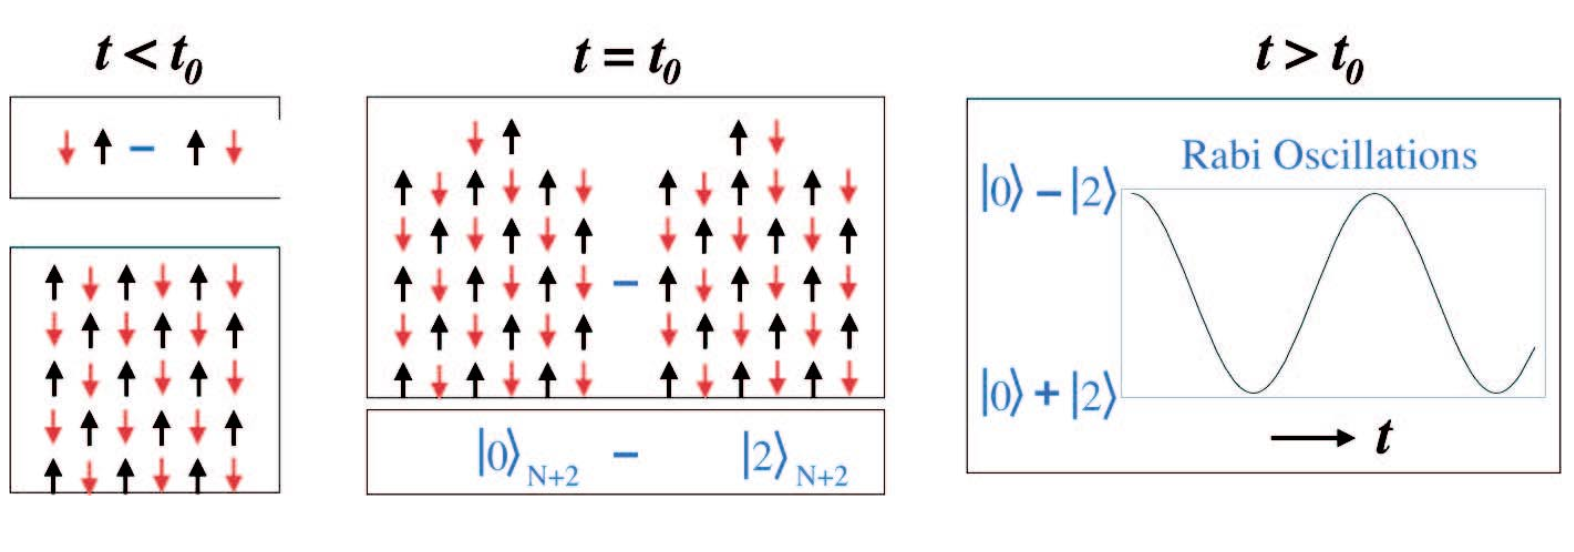 t < t₀
t = t₀
t > t₀
–
–
|0⟩N+2 – |2⟩N+2
Rabi Oscillations
|0⟩ – |2⟩
|0⟩ + |2⟩
t